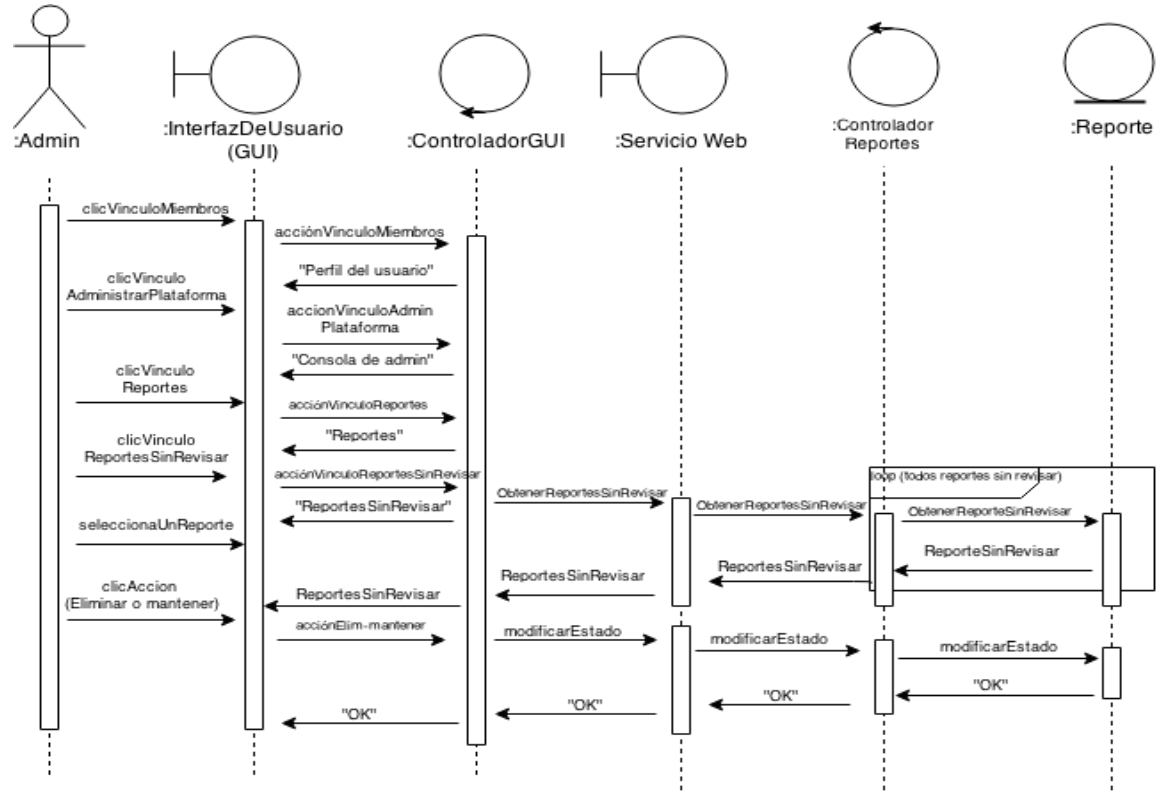 :Admin
:InterfazDeUsuario
(GUI)
:ControladorGUI
:Servicio Web
:Controlador
Reportes
:Reporte
clicVinculoMiembros
acciónVinculoMiembros
"Perfil del usuario"
clicVinculo
AdministrarPlataforma
accionVinculoAdmin
Plataforma
"Consola de admin"
clicVinculo
Reportes
acciónVinculoReportes
"Reportes"
clicVinculo
ReportesSinRevisar
acciónVinculoReportesSinRevisar
loop (todos reportes sin revisar)
ObtenerReportesSinRevisar
ObtenerReportesSinRevisar
ObtenerReporteSinRevisar
"ReportesSinRevisar"
seleccionaUnReporte
ReporteSinRevisar
ReportesSinRevisar
ReportesSinRevisar
clicAccion
(Eliminar o mantener)
ReportesSinRevisar
acciónElim-mantener
modificarEstado
modificarEstado
modificarEstado
"OK"
"OK"
"OK"
"OK"